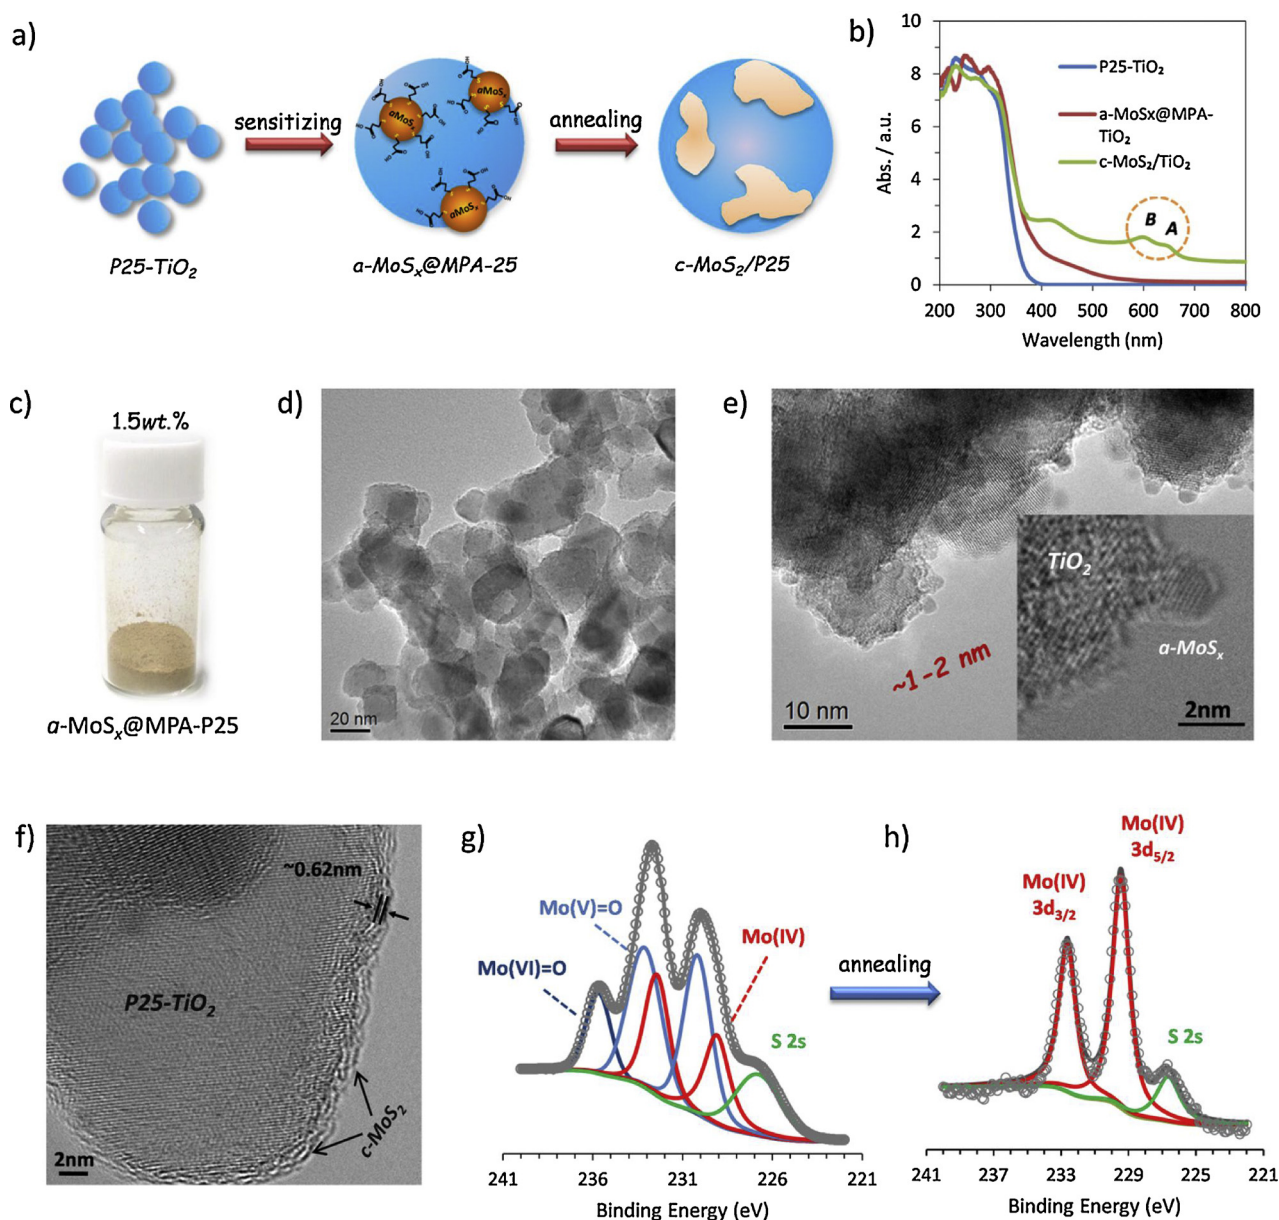 a)
sensitizing
annealing
aMoSₓ
aMoSₓ
aMoSₓ
P25-TiO₂
a-MoSₓ@MPA-25
c-MoS₂/P25
b)
10
8
6
4
2
0
Abs. / a.u.
P25-TiO₂
a-MoSx@MPA-
TiO₂
c-MoS₂/TiO₂
B
A
200 300 400 500 600 700 800
Wavelength (nm)
c)
1.5wt.%
a-MoSₓ@MPA-P25
d)
20 nm
e)
TiO₂
a-MoSₓ
~1-2 nm
10 nm
2nm
f)
~0.62nm
P25-TiO₂
c-MoS₂
2nm
g)
Mo(V)=O
Mo(VI)=O
Mo(IV)
S 2s
241 236 231 226 221
Binding Energy (eV)
annealing
h)
Mo(IV)
3d₅/₂
Mo(IV)
3d₃/₂
S 2s
241 237 233 229 225 221
Binding Energy (eV)